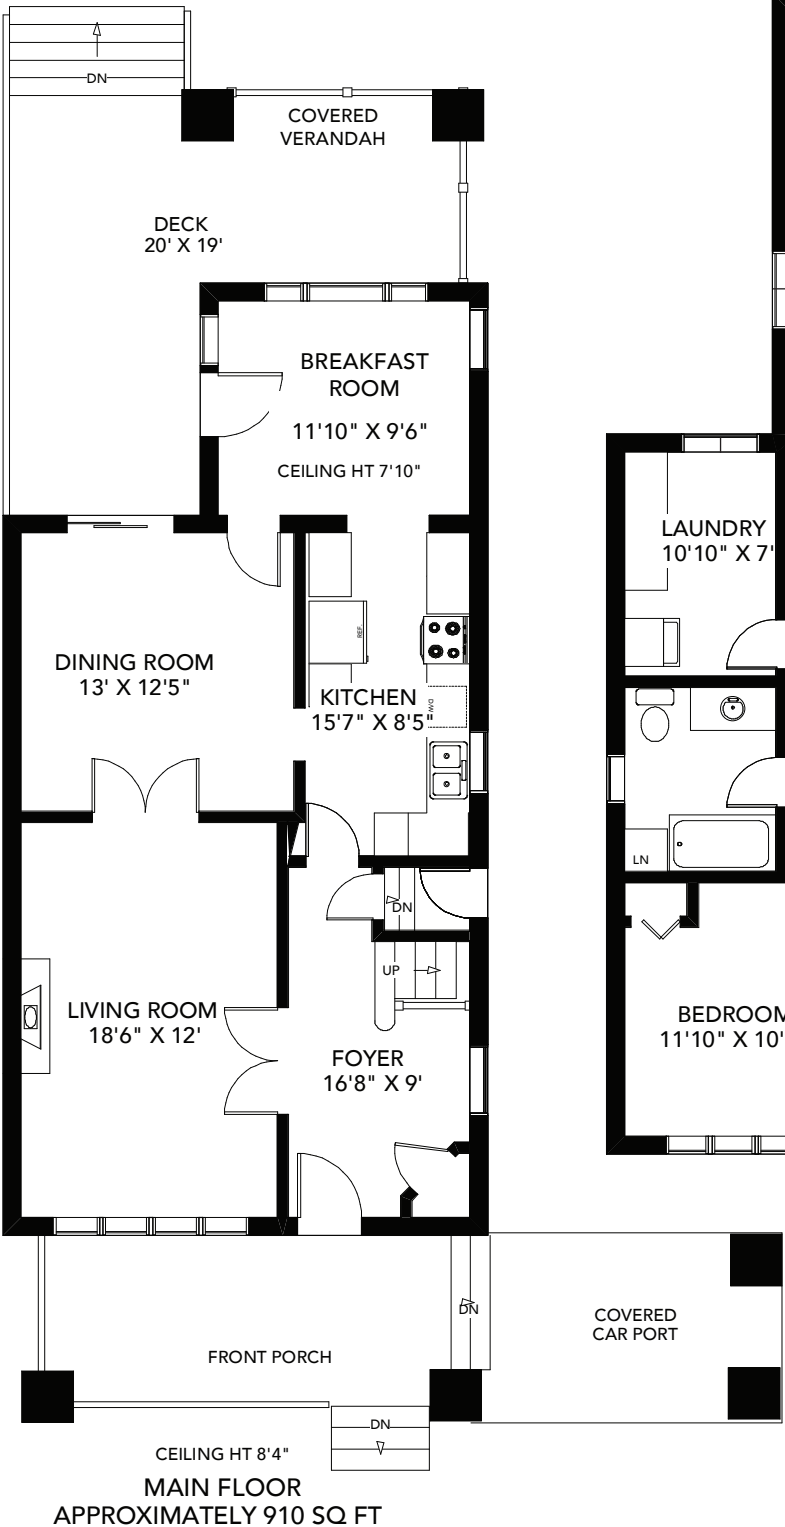 DN
COVERED
VERANDAH
DECK
20' X 19'
BREAKFAST
ROOM
11'10" X 9'6"
CEILING HT 7'10"
LAUNDRY
10'10" X 7'
REF.
DINING ROOM
13' X 12'5"
KITCHEN
15'7" X 8'5"
DW
LN
DN
UP
LIVING ROOM
18'6" X 12'
BEDROOM
11'10" X 10'
FOYER
16'8" X 9'
DN
COVERED
CAR PORT
FRONT PORCH
DN
CEILING HT 8'4"
MAIN FLOOR
APPROXIMATELY 910 SQ FT